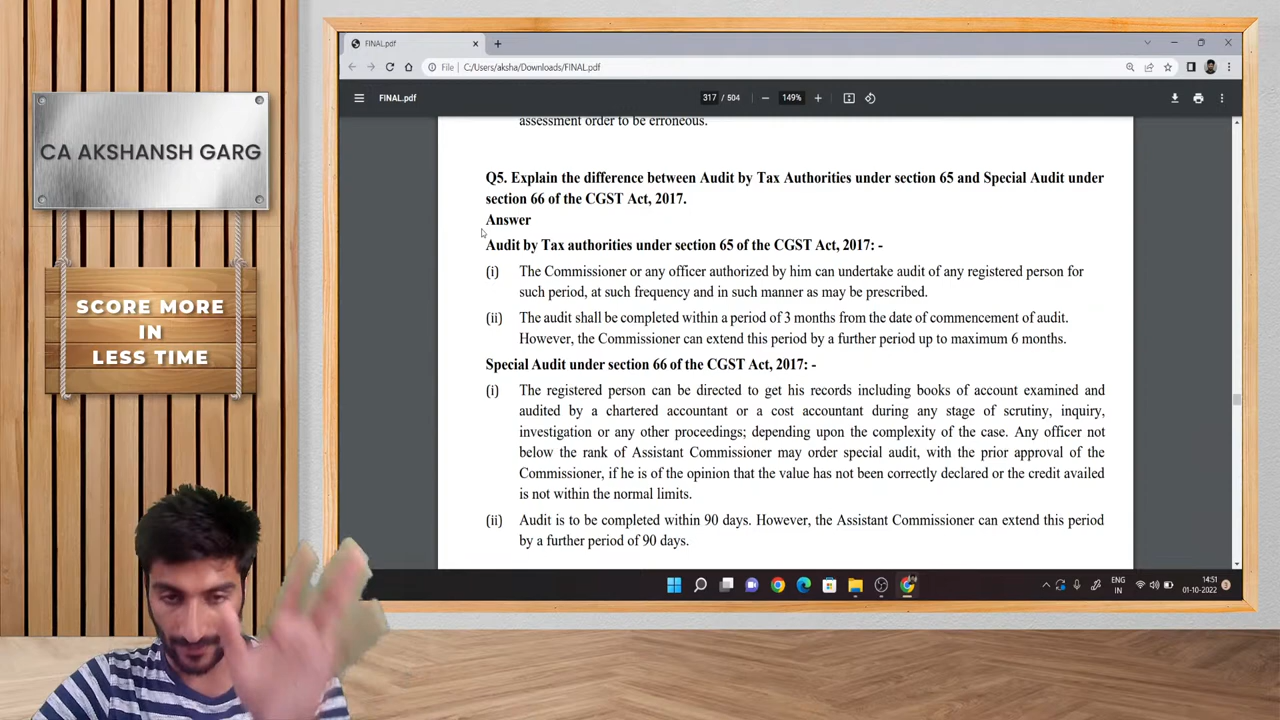 CA AKSHANSH GARG
SCORE MORE
IN
LESS TIME
FINAL.pdf
File
C:/Users/aksha/Downloads/FINAL.pdf
FINAL.pdf
317 / 504
149%
assessment order to be erroneous.
Q5. Explain the difference between Audit by Tax Authorities under section 65 and Special Audit under
section 66 of the CGST Act, 2017.
Answer
Audit by Tax authorities under section 65 of the CGST Act, 2017: -
(i) The Commissioner or any officer authorized by him can undertake audit of any registered person for
such period, at such frequency and in such manner as may be prescribed.
(ii) The audit shall be completed within a period of 3 months from the date of commencement of audit.
However, the Commissioner can extend this period by a further period up to maximum 6 months.
Special Audit under section 66 of the CGST Act, 2017: -
(i) The registered person can be directed to get his records including books of account examined and
audited by a chartered accountant or a cost accountant during any stage of scrutiny, inquiry,
investigation or any other proceedings; depending upon the complexity of the case. Any officer not
below the rank of Assistant Commissioner may order special audit, with the prior approval of the
Commissioner, if he is of the opinion that the value has not been correctly declared or the credit availed
is not within the normal limits.
(ii) Audit is to be completed within 90 days. However, the Assistant Commissioner can extend this period
by a further period of 90 days.
ENG
IN
14:51
01-10-2022